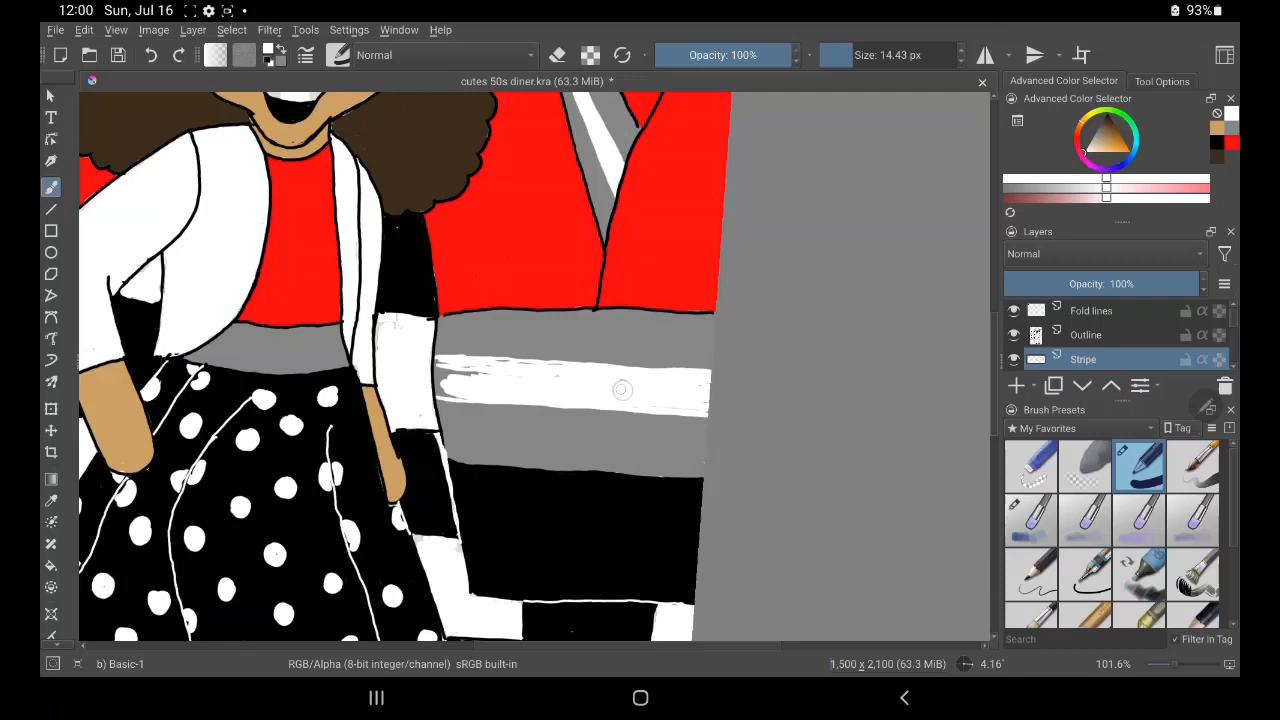 12:00 Sun, Jul 16
93%
File Edit View Image Layer Select Filter Tools Settings Window Help
Normal
Opacity: 100%
Size: 14.43 px
cutes 50s diner.kra (63.3 MiB) *
Advanced Color Selector
Tool Options
Advanced Color Selector
Layers
Normal
Opacity: 100%
Fold lines
Outline
Stripe
Brush Presets
My Favorites
Tag
Search
Filter in Tag
b) Basic-1
RGB/Alpha (8-bit integer/channel) sRGB built-in
1,500 x 2,100 (63.3 MiB)
4.16°
101.6%